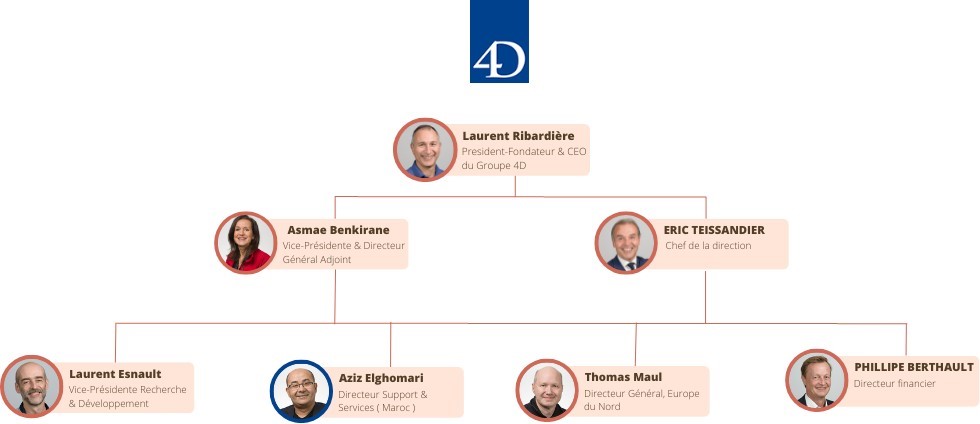 4D
Laurent Ribardière
President-Fondateur & CEO
du Groupe 4D
Asmae Benkirane
Vice-Présidente & Directeur
Général Adjoint
ERIC TEISSANDIER
Chef de la direction
Laurent Esnault
Vice-Présidente Recherche
& Développement
Aziz Elghomari
Directeur Support &
Services ( Maroc )
Thomas Maul
Directeur Général, Europe
du Nord
PHILLIPE BERTHAULT
Directeur financier